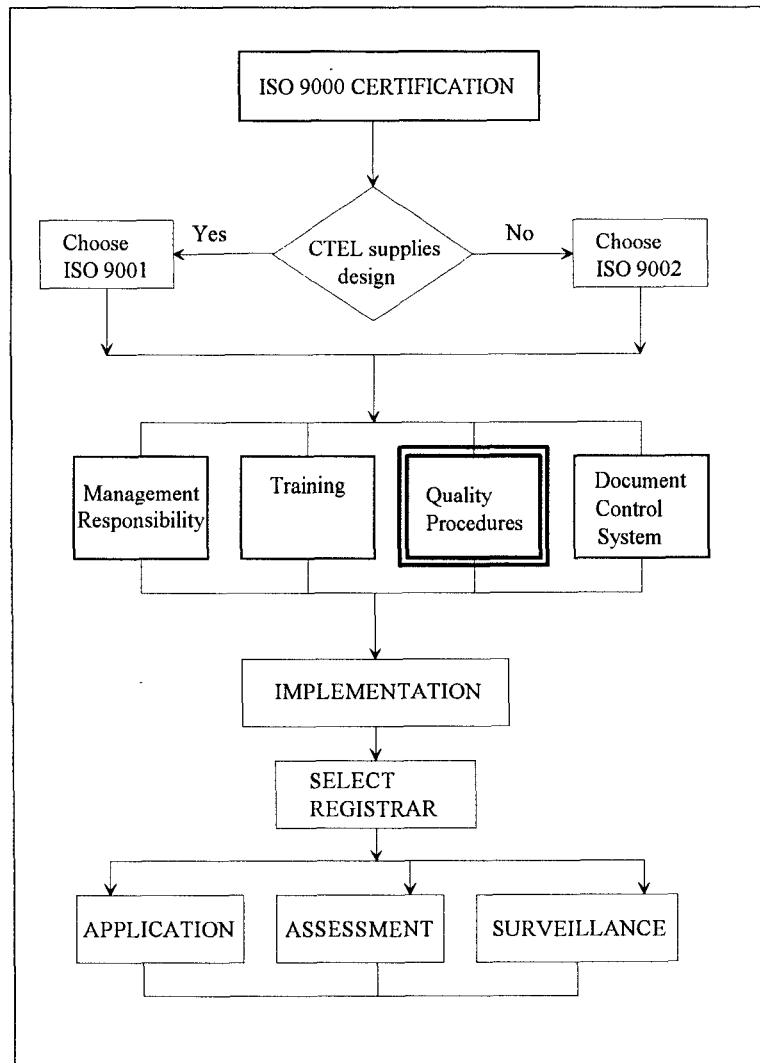 ISO 9000 CERTIFICATION
Yes
No
Choose
ISO 9001
CTEL supplies
design
Choose
ISO 9002
Management
Responsibility
Training
Quality
Procedures
Document
Control
System
IMPLEMENTATION
SELECT
REGISTRAR
APPLICATION
ASSESSMENT
SURVEILLANCE